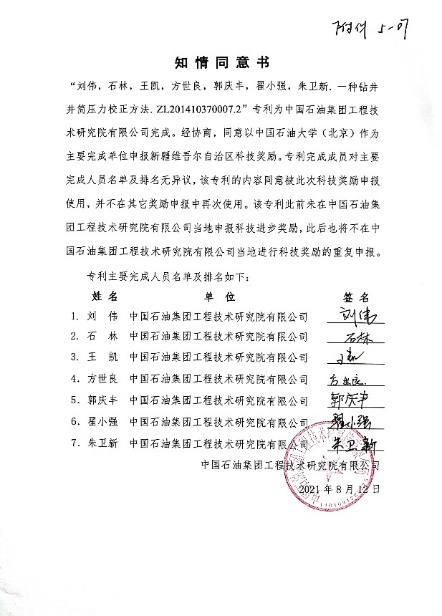 附件 5-07
知情同意书
“刘伟，石林，王凯，方世良，郭庆丰，翟小强，朱卫新. 一种钻井
井筒压力校正方法. ZL201410370007.2”专利为中国石油集团工程技
术研究院有限公司完成。经协商，同意以中国石油大学（北京）作为
主要完成单位申报新疆维吾尔自治区科技奖励。专利完成成员对主要
完成人员名单及排名无异议，该专利的内容同意被此次科技奖励申报
使用，并不在其它奖励申报中再次使用。该专利此前未在中国石油集
团工程技术研究院有限公司当地申报科技进步奖励，此后也将不在中
国石油集团工程技术研究院有限公司当地进行科技奖励的重复申报。
专利主要完成人员名单及排名如下：
姓名 单位 签名
1. 刘 伟 中国石油集团工程技术研究院有限公司 刘伟
2. 石 林 中国石油集团工程技术研究院有限公司 石林
3. 王 凯 中国石油集团工程技术研究院有限公司 王凯
4. 方世良 中国石油集团工程技术研究院有限公司 方世良
5. 郭庆丰 中国石油集团工程技术研究院有限公司 郭庆丰
6. 翟小强 中国石油集团工程技术研究院有限公司 翟小强
7. 朱卫新 中国石油集团工程技术研究院有限公司 朱卫新
中国石油集团工程技术研究院有限公司
2021 年 8 月 12 日